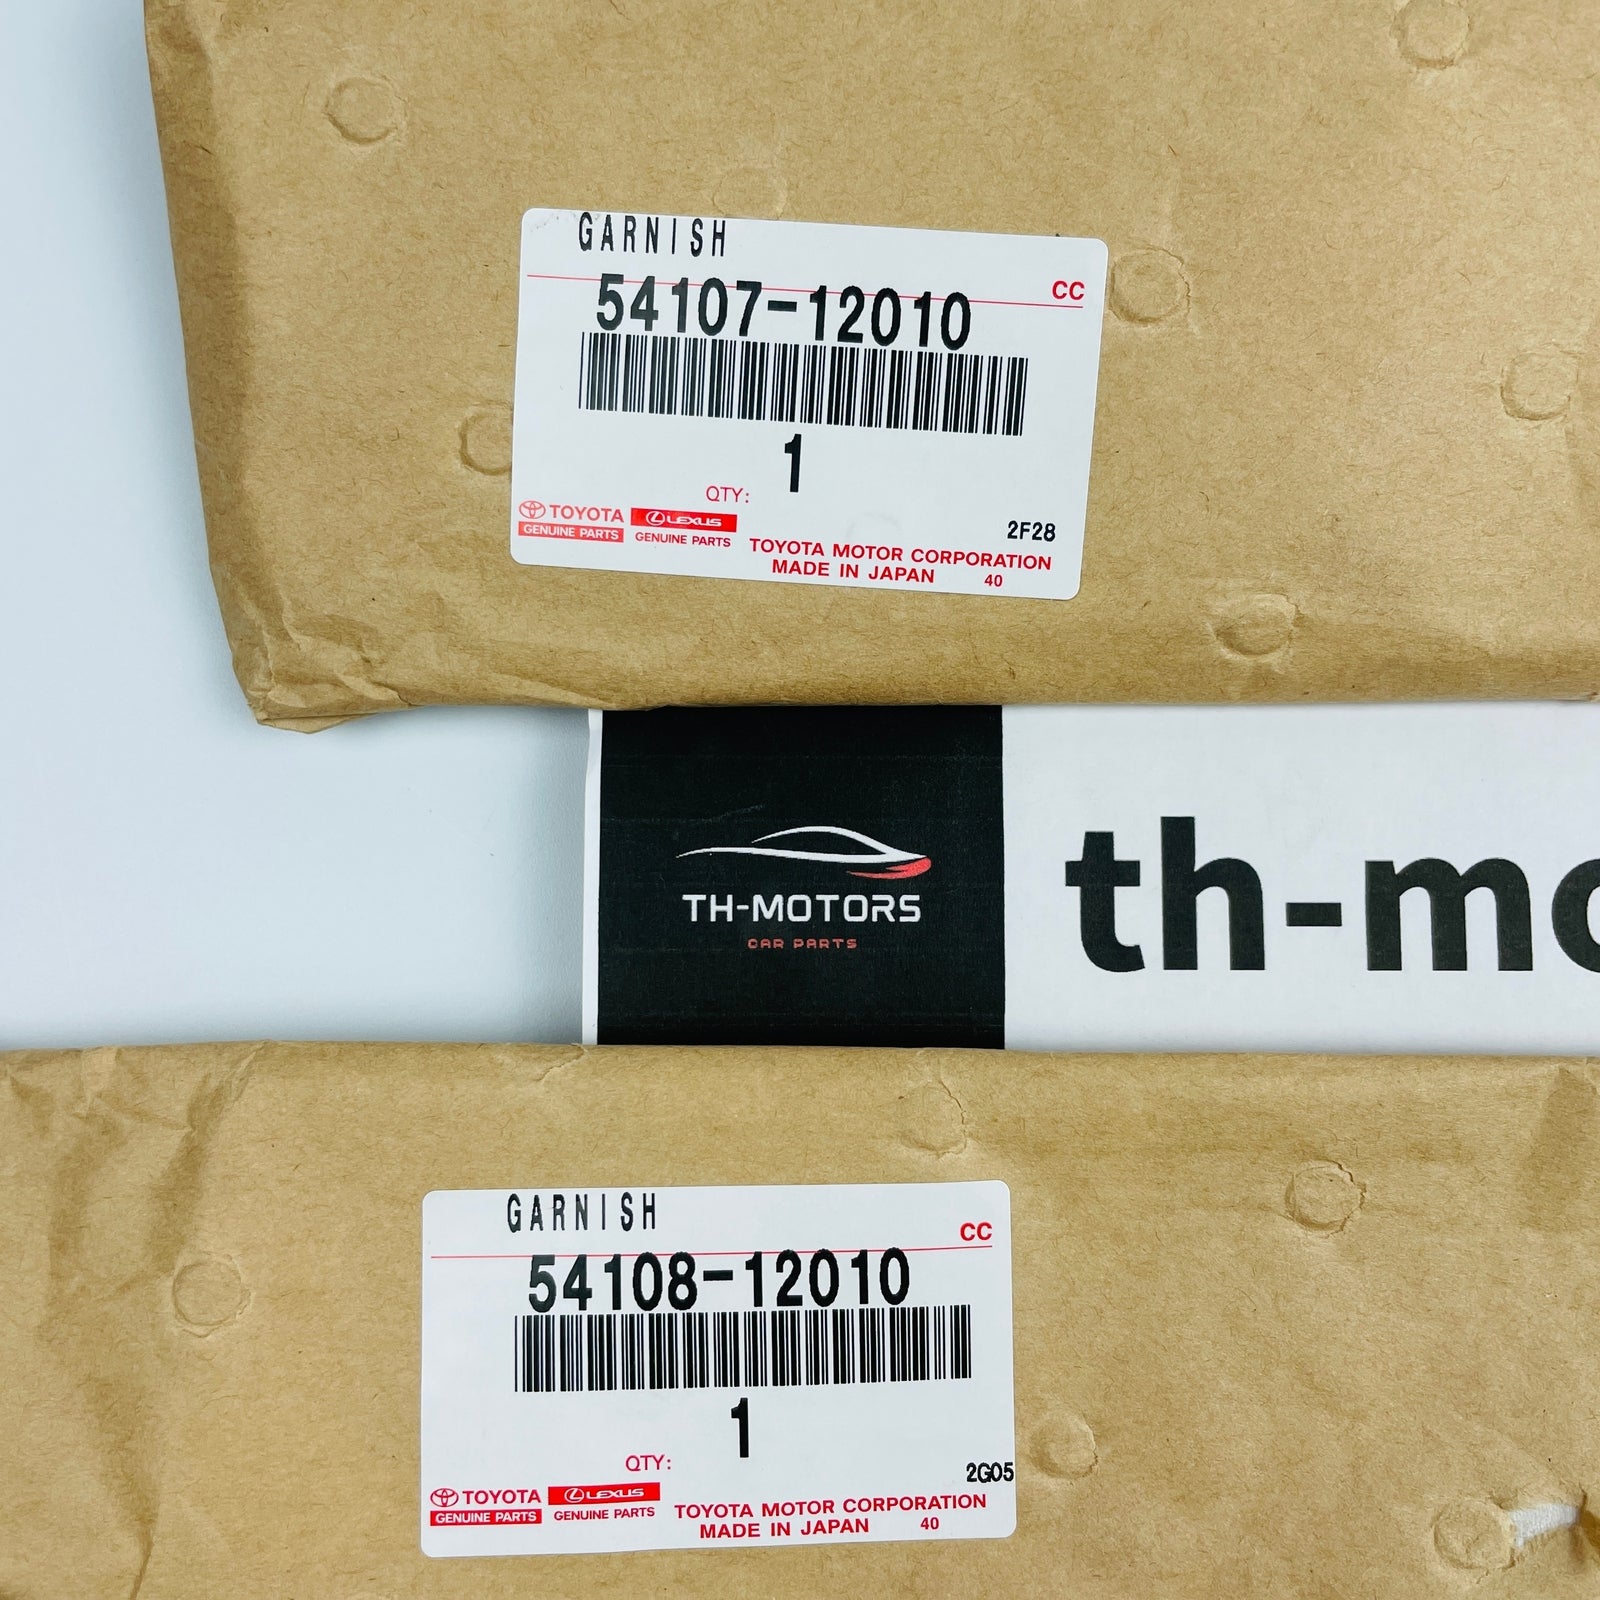 GARNISH
CC
54107-12010
1
QTY:
TOYOTA
GENUINE PARTS
LEXUS
GENUINE PARTS
2F28
TOYOTA MOTOR CORPORATION
MADE IN JAPAN 40
TH-MOTORS
CAR PARTS
th-mo
GARNISH
CC
54108-12010
1
QTY:
TOYOTA
GENUINE PARTS
LEXUS
GENUINE PARTS
2G05
TOYOTA MOTOR CORPORATION
MADE IN JAPAN 40